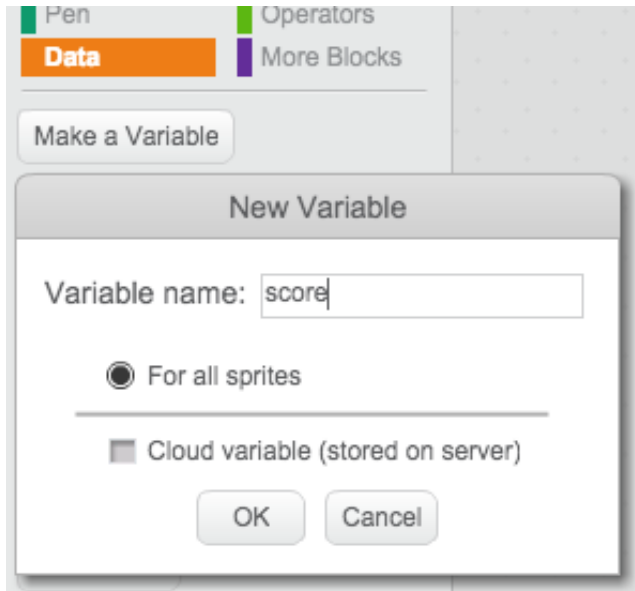 Pen Operators
Data More Blocks
Make a Variable
New Variable
Variable name: score
For all sprites
Cloud variable (stored on server)
OK Cancel